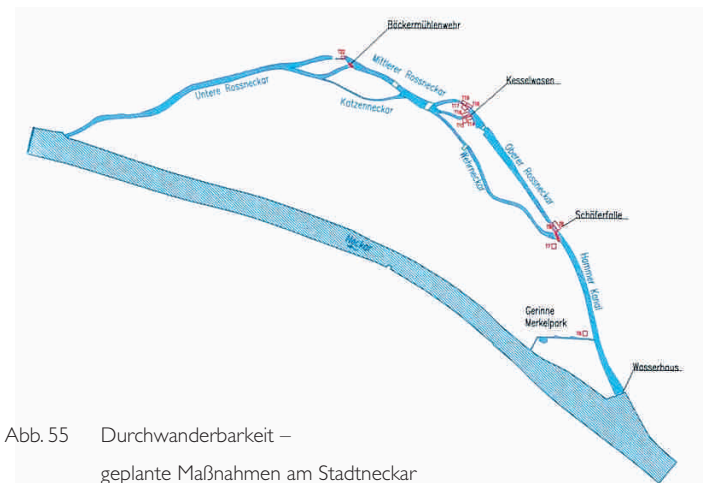 Bäckermühlenwehr
Mittlerer Rossneckar
Kesselwasen
Untere Rossneckar
Katzenneckar
Wehrneckar
Oberer Rossneckar
Schäferfalle
Neckar
Hammer Kanal
Gerinne
Merkelpark
Wasserhaus
Abb. 55 Durchwanderbarkeit –
geplante Maßnahmen am Stadtneckar